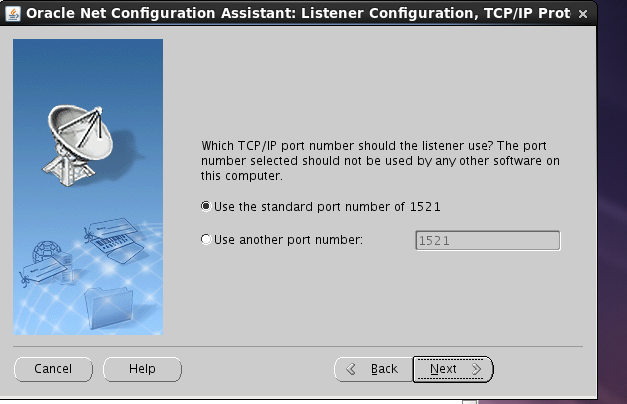 Oracle Net Configuration Assistant: Listener Configuration, TCP/IP Prot
Which TCP/IP port number should the listener use? The port
number selected should not be used by any other software on
this computer.
Use the standard port number of 1521
Use another port number:
1521
Cancel
Help
Back
Next